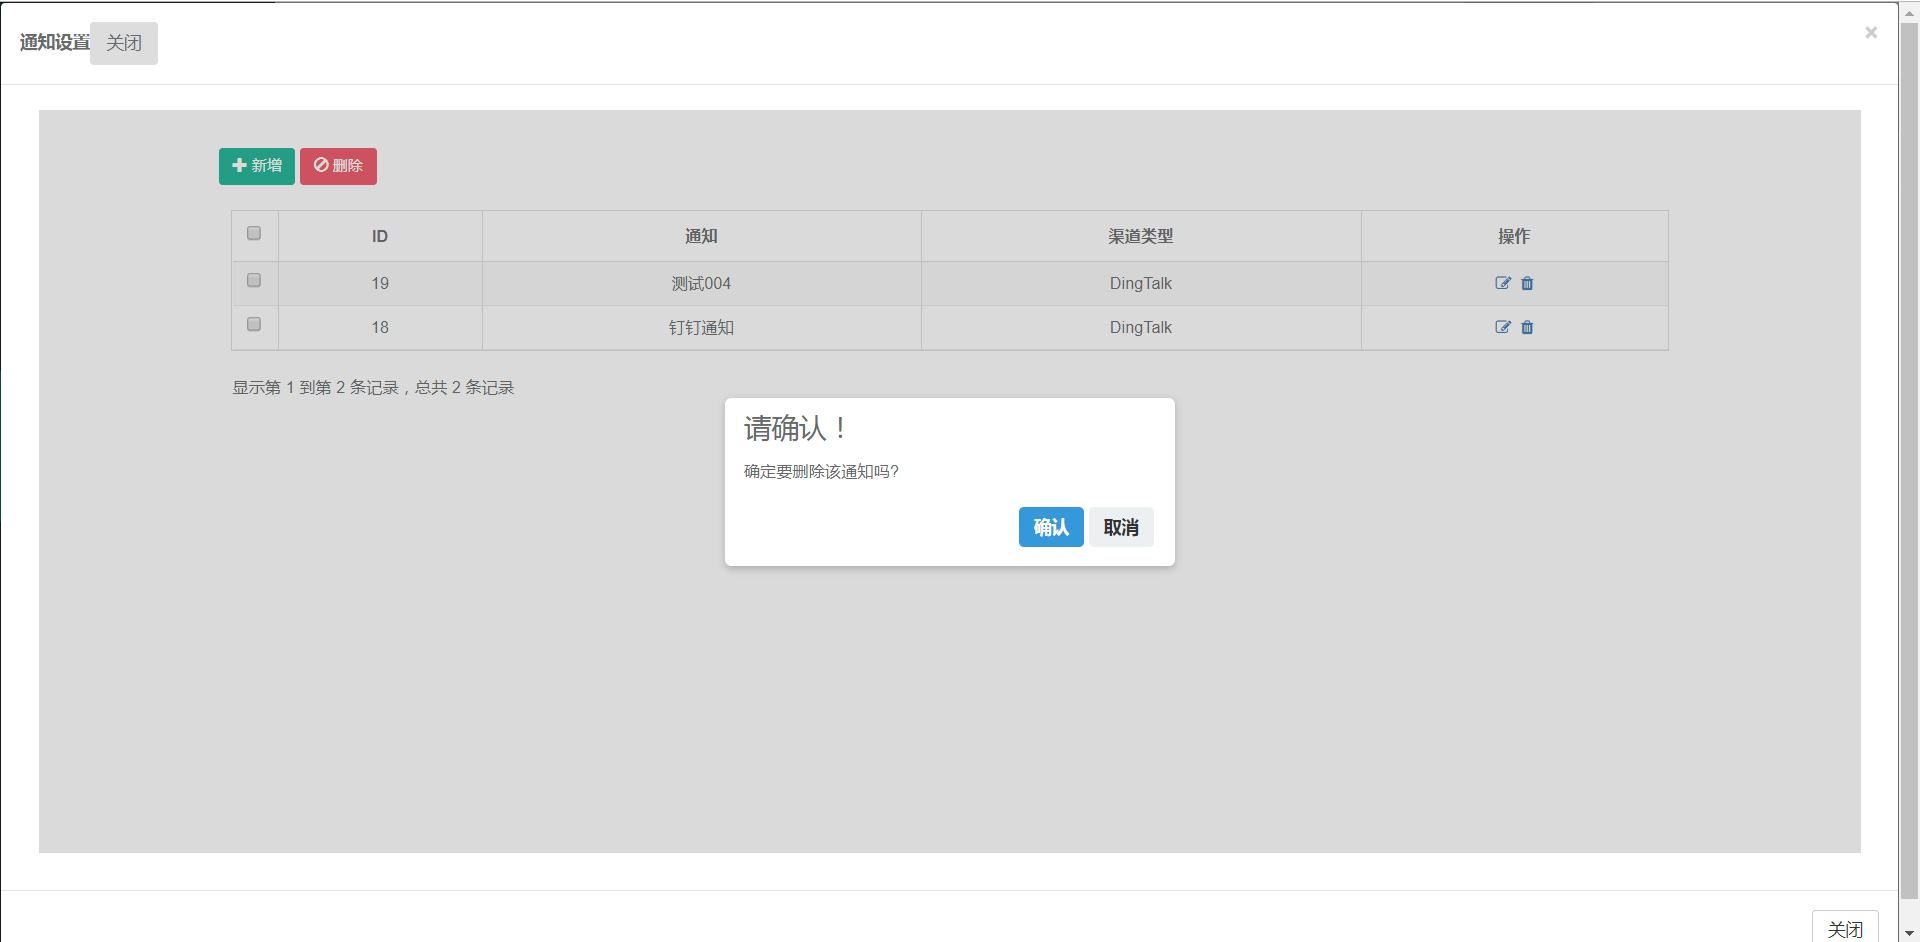 通知设置 关闭 ×
新增 删除
ID 通知 渠道类型 操作
19 测试004 DingTalk
18 钉钉通知 DingTalk
显示第 1 到第 2 条记录，总共 2 条记录
请确认！
确定要删除该通知吗?
确认 取消
关闭